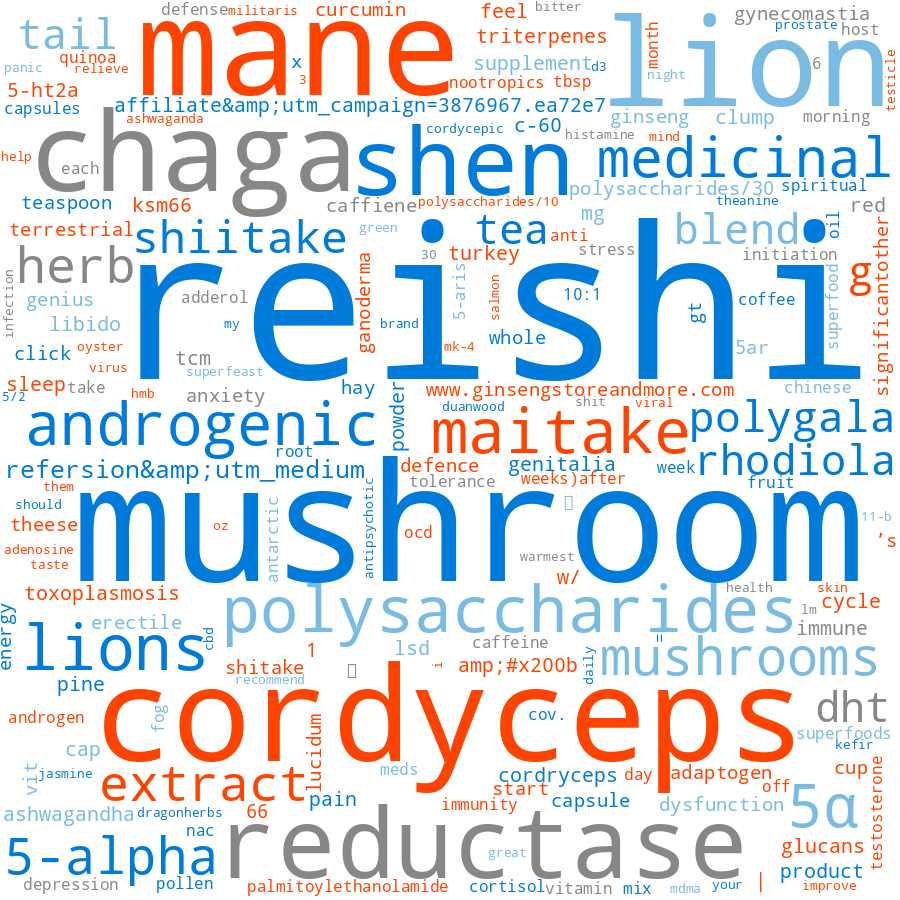 defense
militaris
curcumin
feel
bitter
gynecomastia
prostate
host
tail
mane
lion
triterpenes
month
quinoa
panic
relieve
x
supplement
d3
6
night
testicle
5-ht2a
3
nootropics
tbsp
capsules
affiliate&amp;utm_campaign=3876967.ea72e7
ashwaganda
ginseng
clump
morning
cordycepic
c-60
histamine
mind
help
each
chaga
shen
medicinal
polysaccharides/30
spiritual
teaspoon
ksm66
caffiene
polysaccharides/10
theanine
mg
red
terrestrial
shiitake
green
tea
anti
blend
oil
herb
30
turkey
stress
initiation
significantother
infection
ganoderma
5-aris
salmon
g
superfood
genius
adderol
reishi
10:1
gt
coffee
libido
my
brand
whole
click
oyster
tcm
mk-4
5ar
virus
superfeast
sleep
take
hay
www.ginsengstoreandmore.com
chinese
5/2
hmb
anxiety
powder
duanwood
shit
viral
androgenic
maitake
polygala
root
refersion&amp;utm_medium
defence
genitalia
week
rhodiola
them
tolerance
weeks)after
fruit
should
antarctic
mushroom
antipsychotic
theese
oz
ocd
11-b
adenosine
taste
warmest
's
toxoplasmosis
w/
health
skin
energy
polysaccharides
lm
cycle
erectile
cbd
caffeine
=
immune
lions
lsd
1
shitake
i
amp;#x200b
daily
mushrooms
pine
recommend
androgen
fog
cordyceps
cov.
dht
cap
lucidum
superfoods
kefir
vit
jasmine
meds
cordryceps
day
adaptogen
cup
extract
start
off
testosterone
pain
ashwagandha
dragonherbs
66
immunity
capsule
dysfunction
5α
nac
reductase
glucans
5-alpha
great
product
depression
pollen
palmitoylethanolamide
cortisol
vitamin
mix
mdma
your
|
improve